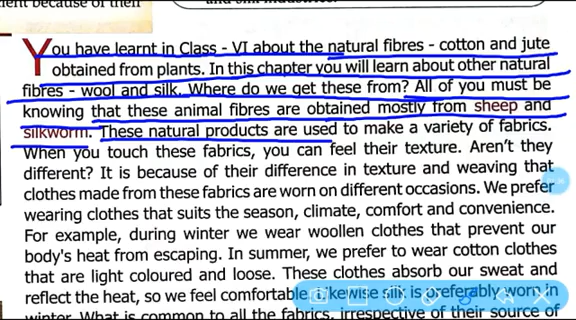 and silk industries.
You have learnt in Class - VI about the natural fibres - cotton and jute
obtained from plants. In this chapter you will learn about other natural
fibres - wool and silk. Where do we get these from? All of you must be
knowing that these animal fibres are obtained mostly from sheep and
silkworm. These natural products are used to make a variety of fabrics.
When you touch these fabrics, you can feel their texture. Aren't they
different? It is because of their difference in texture and weaving that
clothes made from these fabrics are worn on different occasions. We prefer
wearing clothes that suits the season, climate, comfort and convenience.
For example, during winter we wear woollen clothes that prevent our
body's heat from escaping. In summer, we prefer to wear cotton clothes
that are light coloured and loose. These clothes absorb our sweat and
reflect the heat, so we feel comfortable. Likewise silk is preferably worn in
winter. What is common to all the fabrics, irrespective of their source of